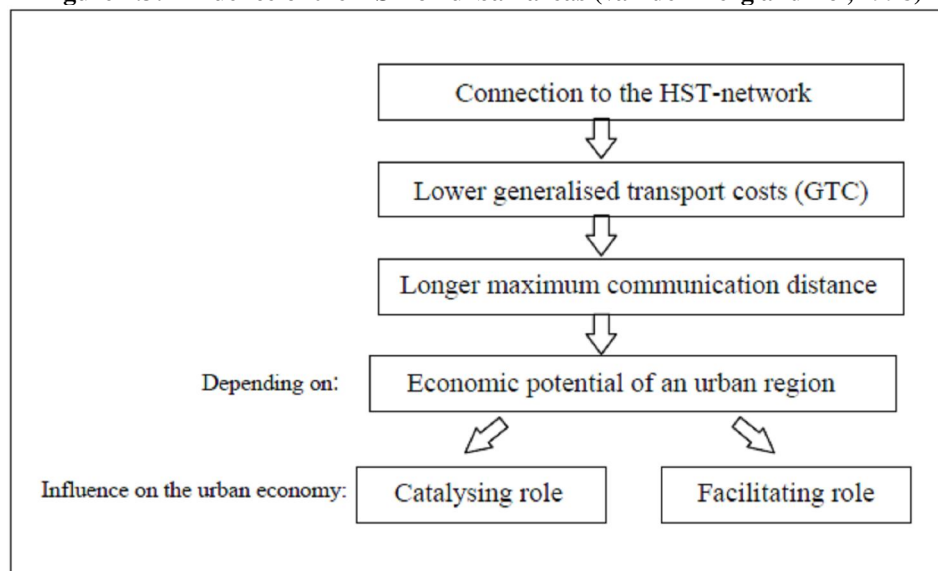 Connection to the HST-network
Lower generalised transport costs (GTC)
Longer maximum communication distance
Depending on: Economic potential of an urban region
Influence on the urban economy: Catalysing role Facilitating role